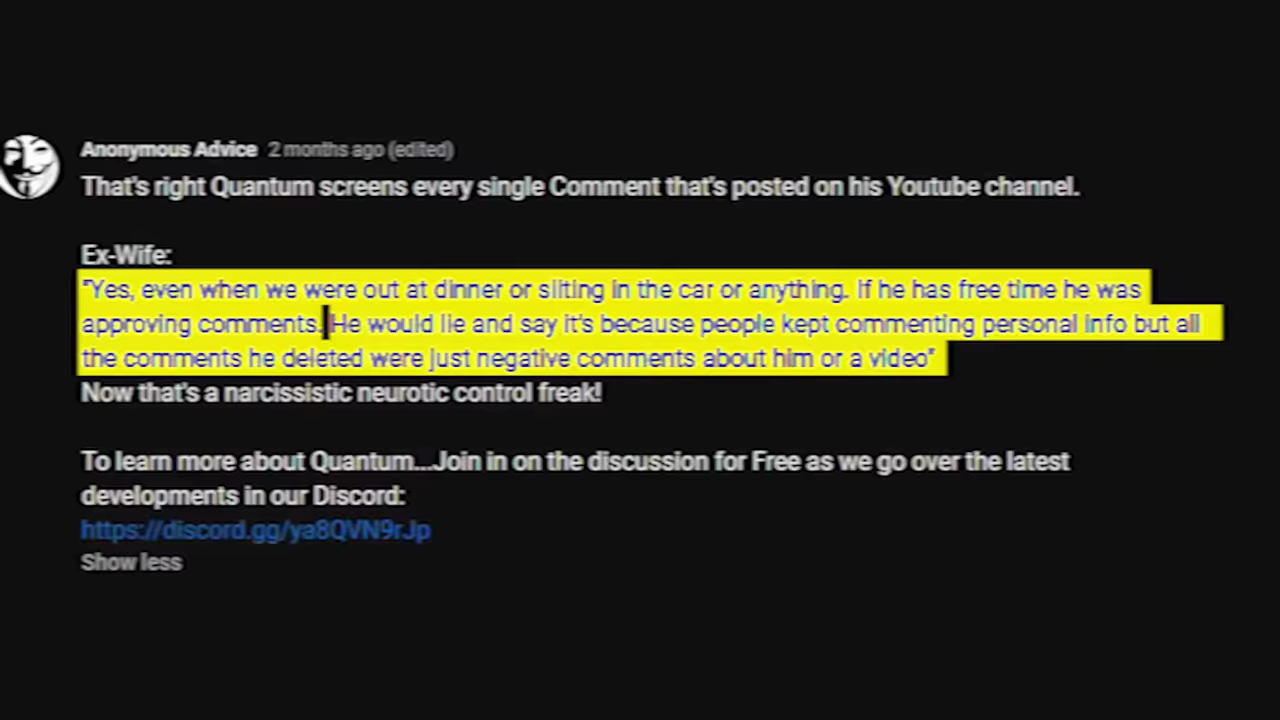 Anonymous Advice 2 months ago (edited)
That's right Quantum screens every single Comment that's posted on his Youtube channel.
Ex-Wife:
"Yes, even when we were out at dinner or sitting in the car or anything. If he has free time he was
approving comments. He would lie and say it's because people kept commenting personal info but all
the comments he deleted were just negative comments about him or a video"
Now that's a narcissistic neurotic control freak!
To learn more about Quantum...Join in on the discussion for Free as we go over the latest
developments in our Discord:
https://discord.gg/ya8QVN9rJp
Show less